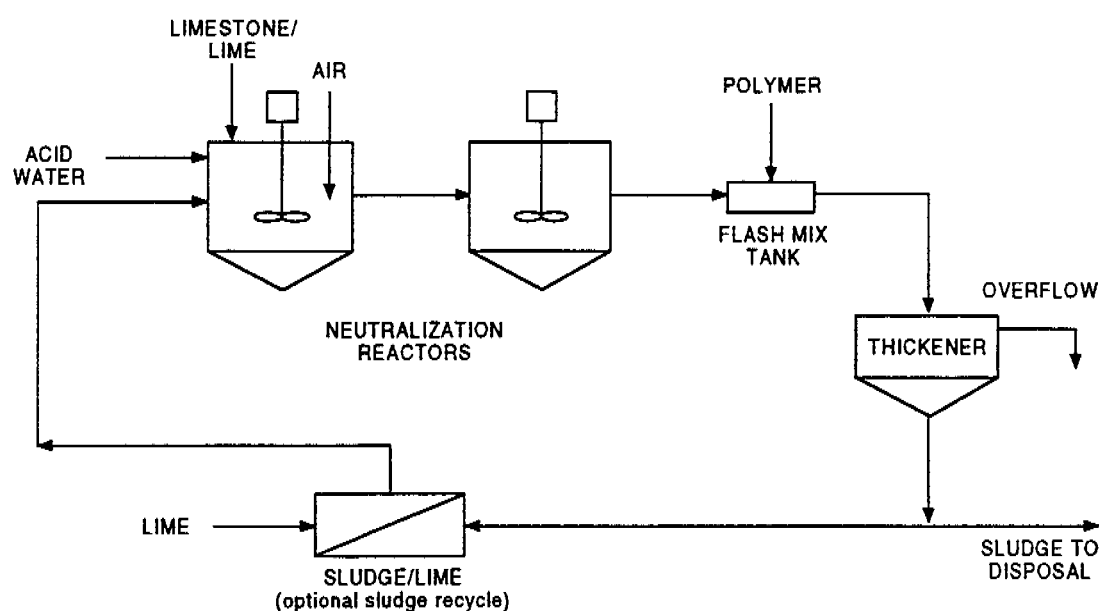 LIMESTONE/
LIME
AIR
POLYMER
ACID
WATER
FLASH MIX
TANK
OVERFLOW
NEUTRALIZATION
REACTORS
THICKENER
LIME
SLUDGE TO
DISPOSAL
SLUDGE/LIME
(optional sludge recycle)